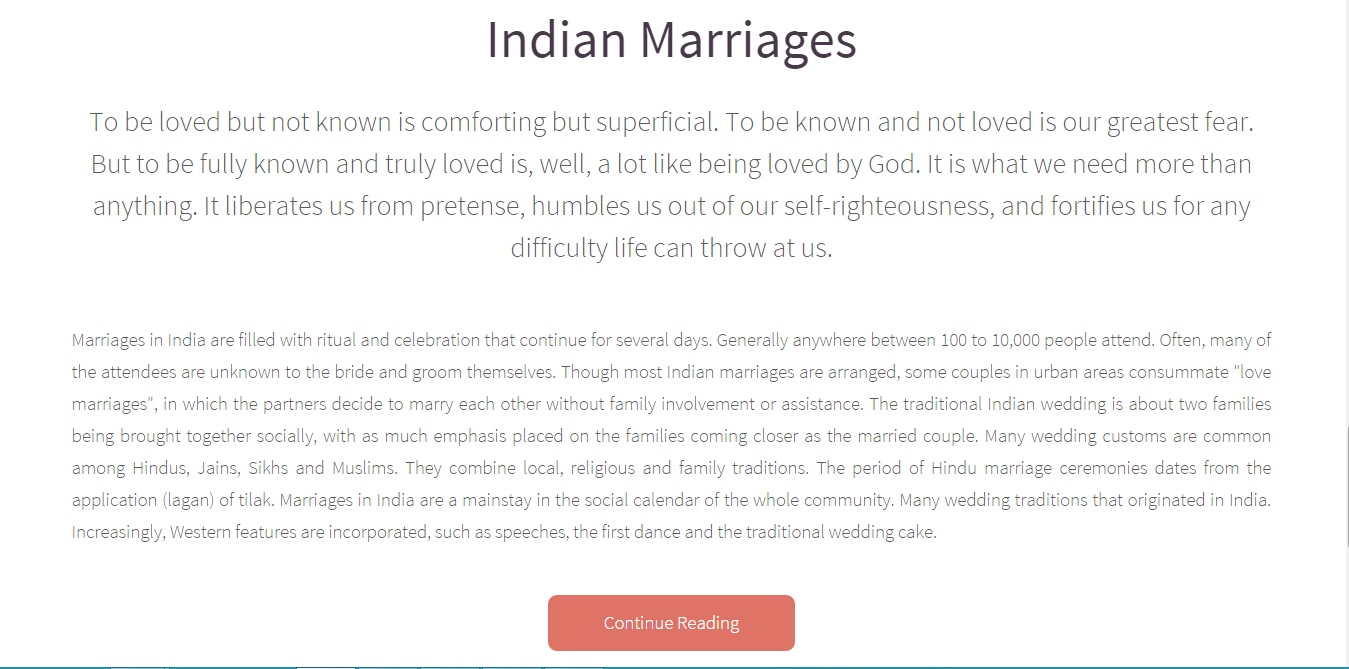 Indian Marriages
To be loved but not known is comforting but superficial. To be known and not loved is our greatest fear.
But to be fully known and truly loved is, well, a lot like being loved by God. It is what we need more than
anything. It liberates us from pretense, humbles us out of our self-righteousness, and fortifies us for any
difficulty life can throw at us.
Marriages in India are filled with ritual and celebration that continue for several days. Generally anywhere between 100 to 10,000 people attend. Often, many of
the attendees are unknown to the bride and groom themselves. Though most Indian marriages are arranged, some couples in urban areas consummate "love
marriages", in which the partners decide to marry each other without family involvement or assistance. The traditional Indian wedding is about two families
being brought together socially, with as much emphasis placed on the families coming closer as the married couple. Many wedding customs are common
among Hindus, Jains, Sikhs and Muslims. They combine local, religious and family traditions. The period of Hindu marriage ceremonies dates from the
application (lagan) of tilak. Marriages in India are a mainstay in the social calendar of the whole community. Many wedding traditions that originated in India.
Increasingly, Western features are incorporated, such as speeches, the first dance and the traditional wedding cake.
Continue Reading